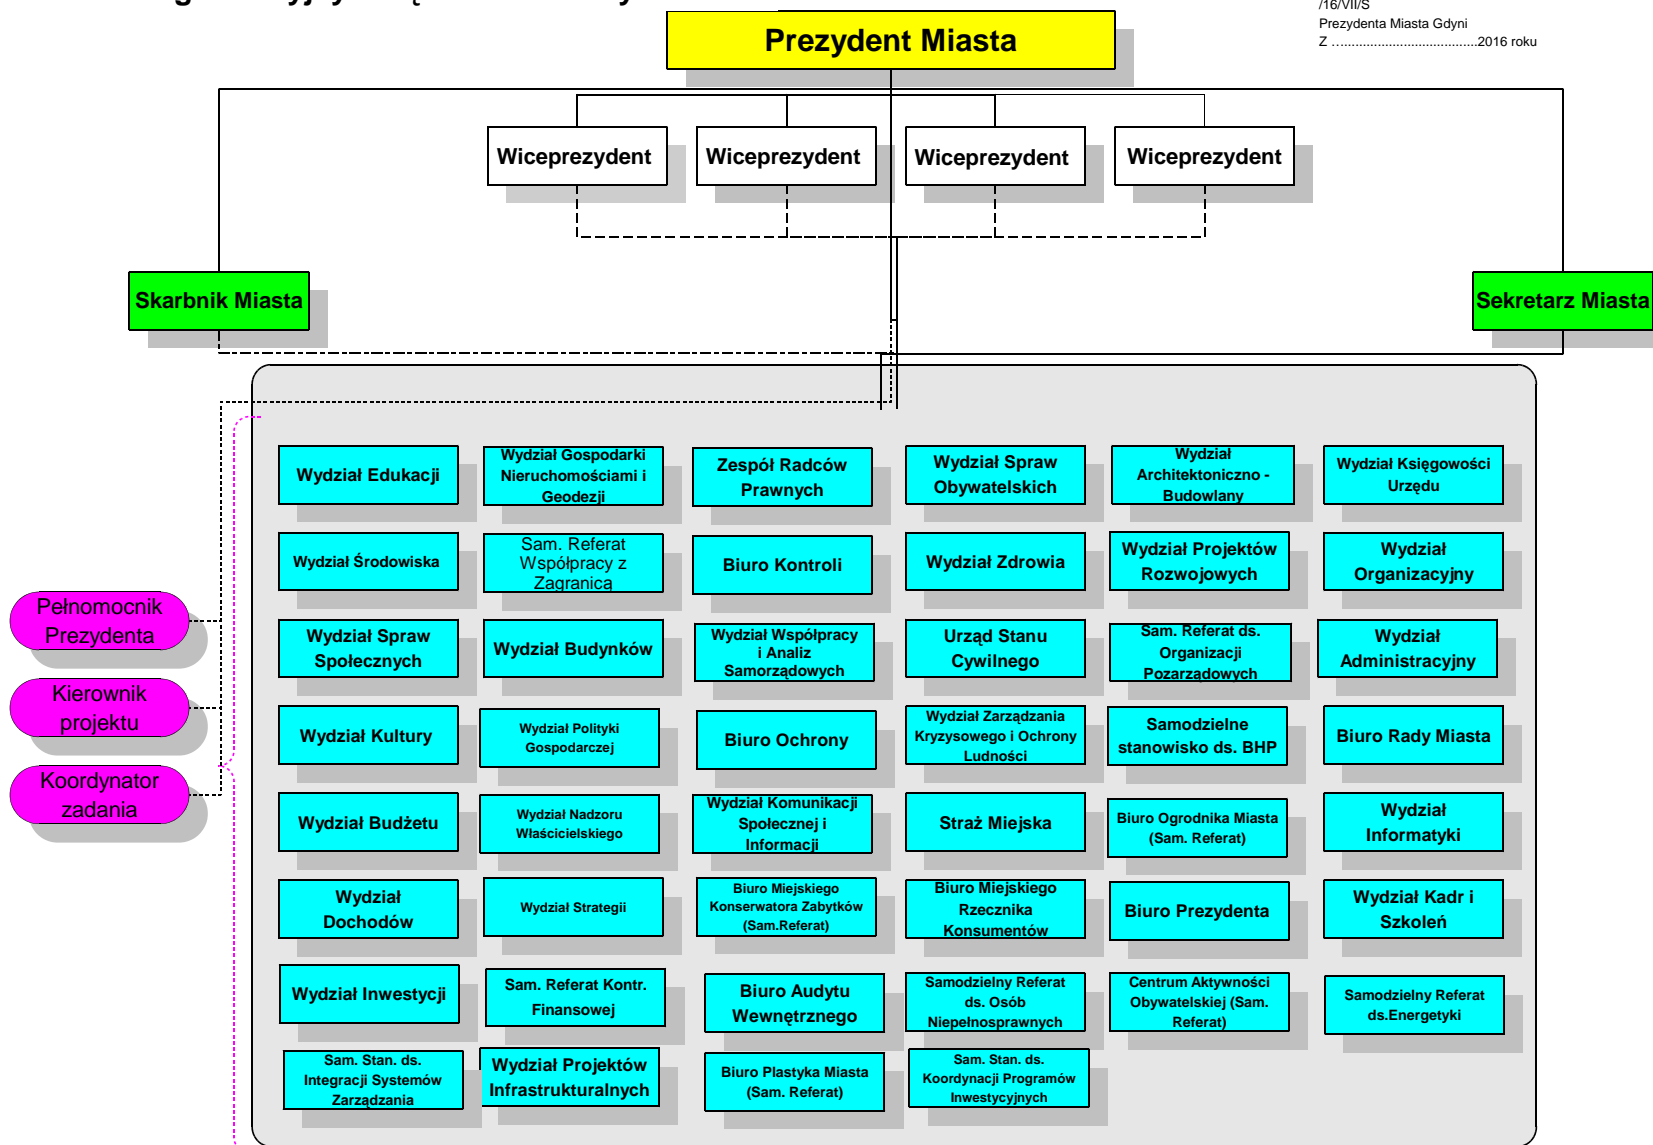 /16/VII/S
Prezydenta Miasta Gdyni
Z …......................................2016 roku
Prezydent Miasta
Wiceprezydent
Wiceprezydent
Wiceprezydent
Wiceprezydent
Skarbnik Miasta
Sekretarz Miasta
Pełnomocnik
Prezydenta
Kierownik
projektu
Koordynator
zadania
Wydział Edukacji
Wydział Gospodarki
Nieruchomościami i
Geodezji
Zespół Radców
Prawnych
Wydział Spraw
Obywatelskich
Wydział
Architektoniczno -
Budowlany
Wydział Księgowości
Urzędu
Wydział Środowiska
Sam. Referat
Współpracy z
Zagranicą
Biuro Kontroli
Wydział Zdrowia
Wydział Projektów
Rozwojowych
Wydział
Organizacyjny
Wydział Spraw
Społecznych
Wydział Budynków
Wydział Współpracy
i Analiz
Samorządowych
Urząd Stanu
Cywilnego
Sam. Referat ds.
Organizacji
Pozarządowych
Wydział
Administracyjny
Wydział Kultury
Wydział Polityki
Gospodarczej
Biuro Ochrony
Wydział Zarządzania
Kryzysowego i Ochrony
Ludności
Samodzielne
stanowisko ds. BHP
Biuro Rady Miasta
Wydział Budżetu
Wydział Nadzoru
Właścicielskiego
Wydział Komunikacji
Społecznej i
Informacji
Straż Miejska
Biuro Ogrodnika Miasta
(Sam. Referat)
Wydział
Informatyki
Wydział
Dochodów
Wydział Strategii
Biuro Miejskiego
Konserwatora Zabytków
(Sam.Referat)
Biuro Miejskiego
Rzecznika
Konsumentów
Biuro Prezydenta
Wydział Kadr i
Szkoleń
Wydział Inwestycji
Sam. Referat Kontr.
Finansowej
Biuro Audytu
Wewnętrznego
Samodzielny Referat
ds. Osób
Niepełnosprawnych
Centrum Aktywności
Obywatelskiej (Sam.
Referat)
Samodzielny Referat
ds.Energetyki
Sam. Stan. ds.
Integracji Systemów
Zarządzania
Wydział Projektów
Infrastrukturalnych
Biuro Plastyka Miasta
(Sam. Referat)
Sam. Stan. ds.
Koordynacji Programów
Inwestycyjnych